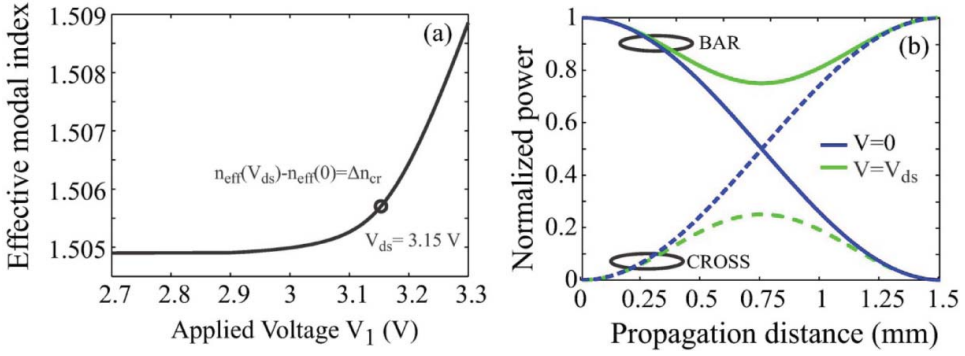 1.509
1.508
1.507
1.506
1.505
Effective modal index
(a)
n_eff(V_ds)-n_eff(0)=Δn_cr
V_ds= 3.15 V
2.7 2.8 2.9 3 3.1 3.2 3.3
Applied Voltage V_1 (V)
1
0.8
0.6
0.4
0.2
0
Normalized power
BAR
(b)
V=0
V=V_ds
CROSS
0 0.25 0.5 0.75 1 1.25 1.5
Propagation distance (mm)